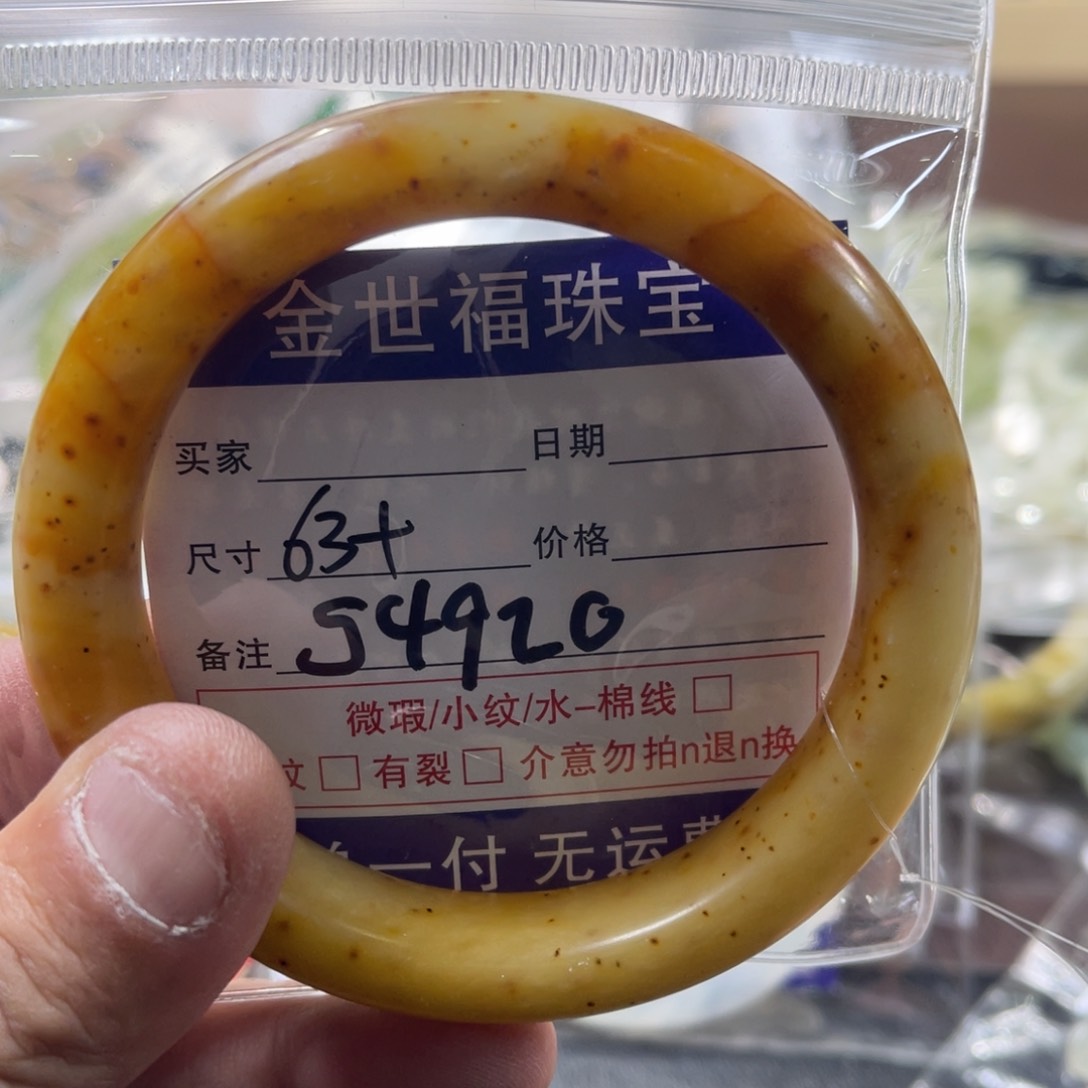 金世福珠宝
买家 日期
尺寸 63+ 价格
备注 S4920
微瑕/小纹/水-棉线 □
纹 □ 有裂 □ 介意勿拍n退n换
一付 无运费